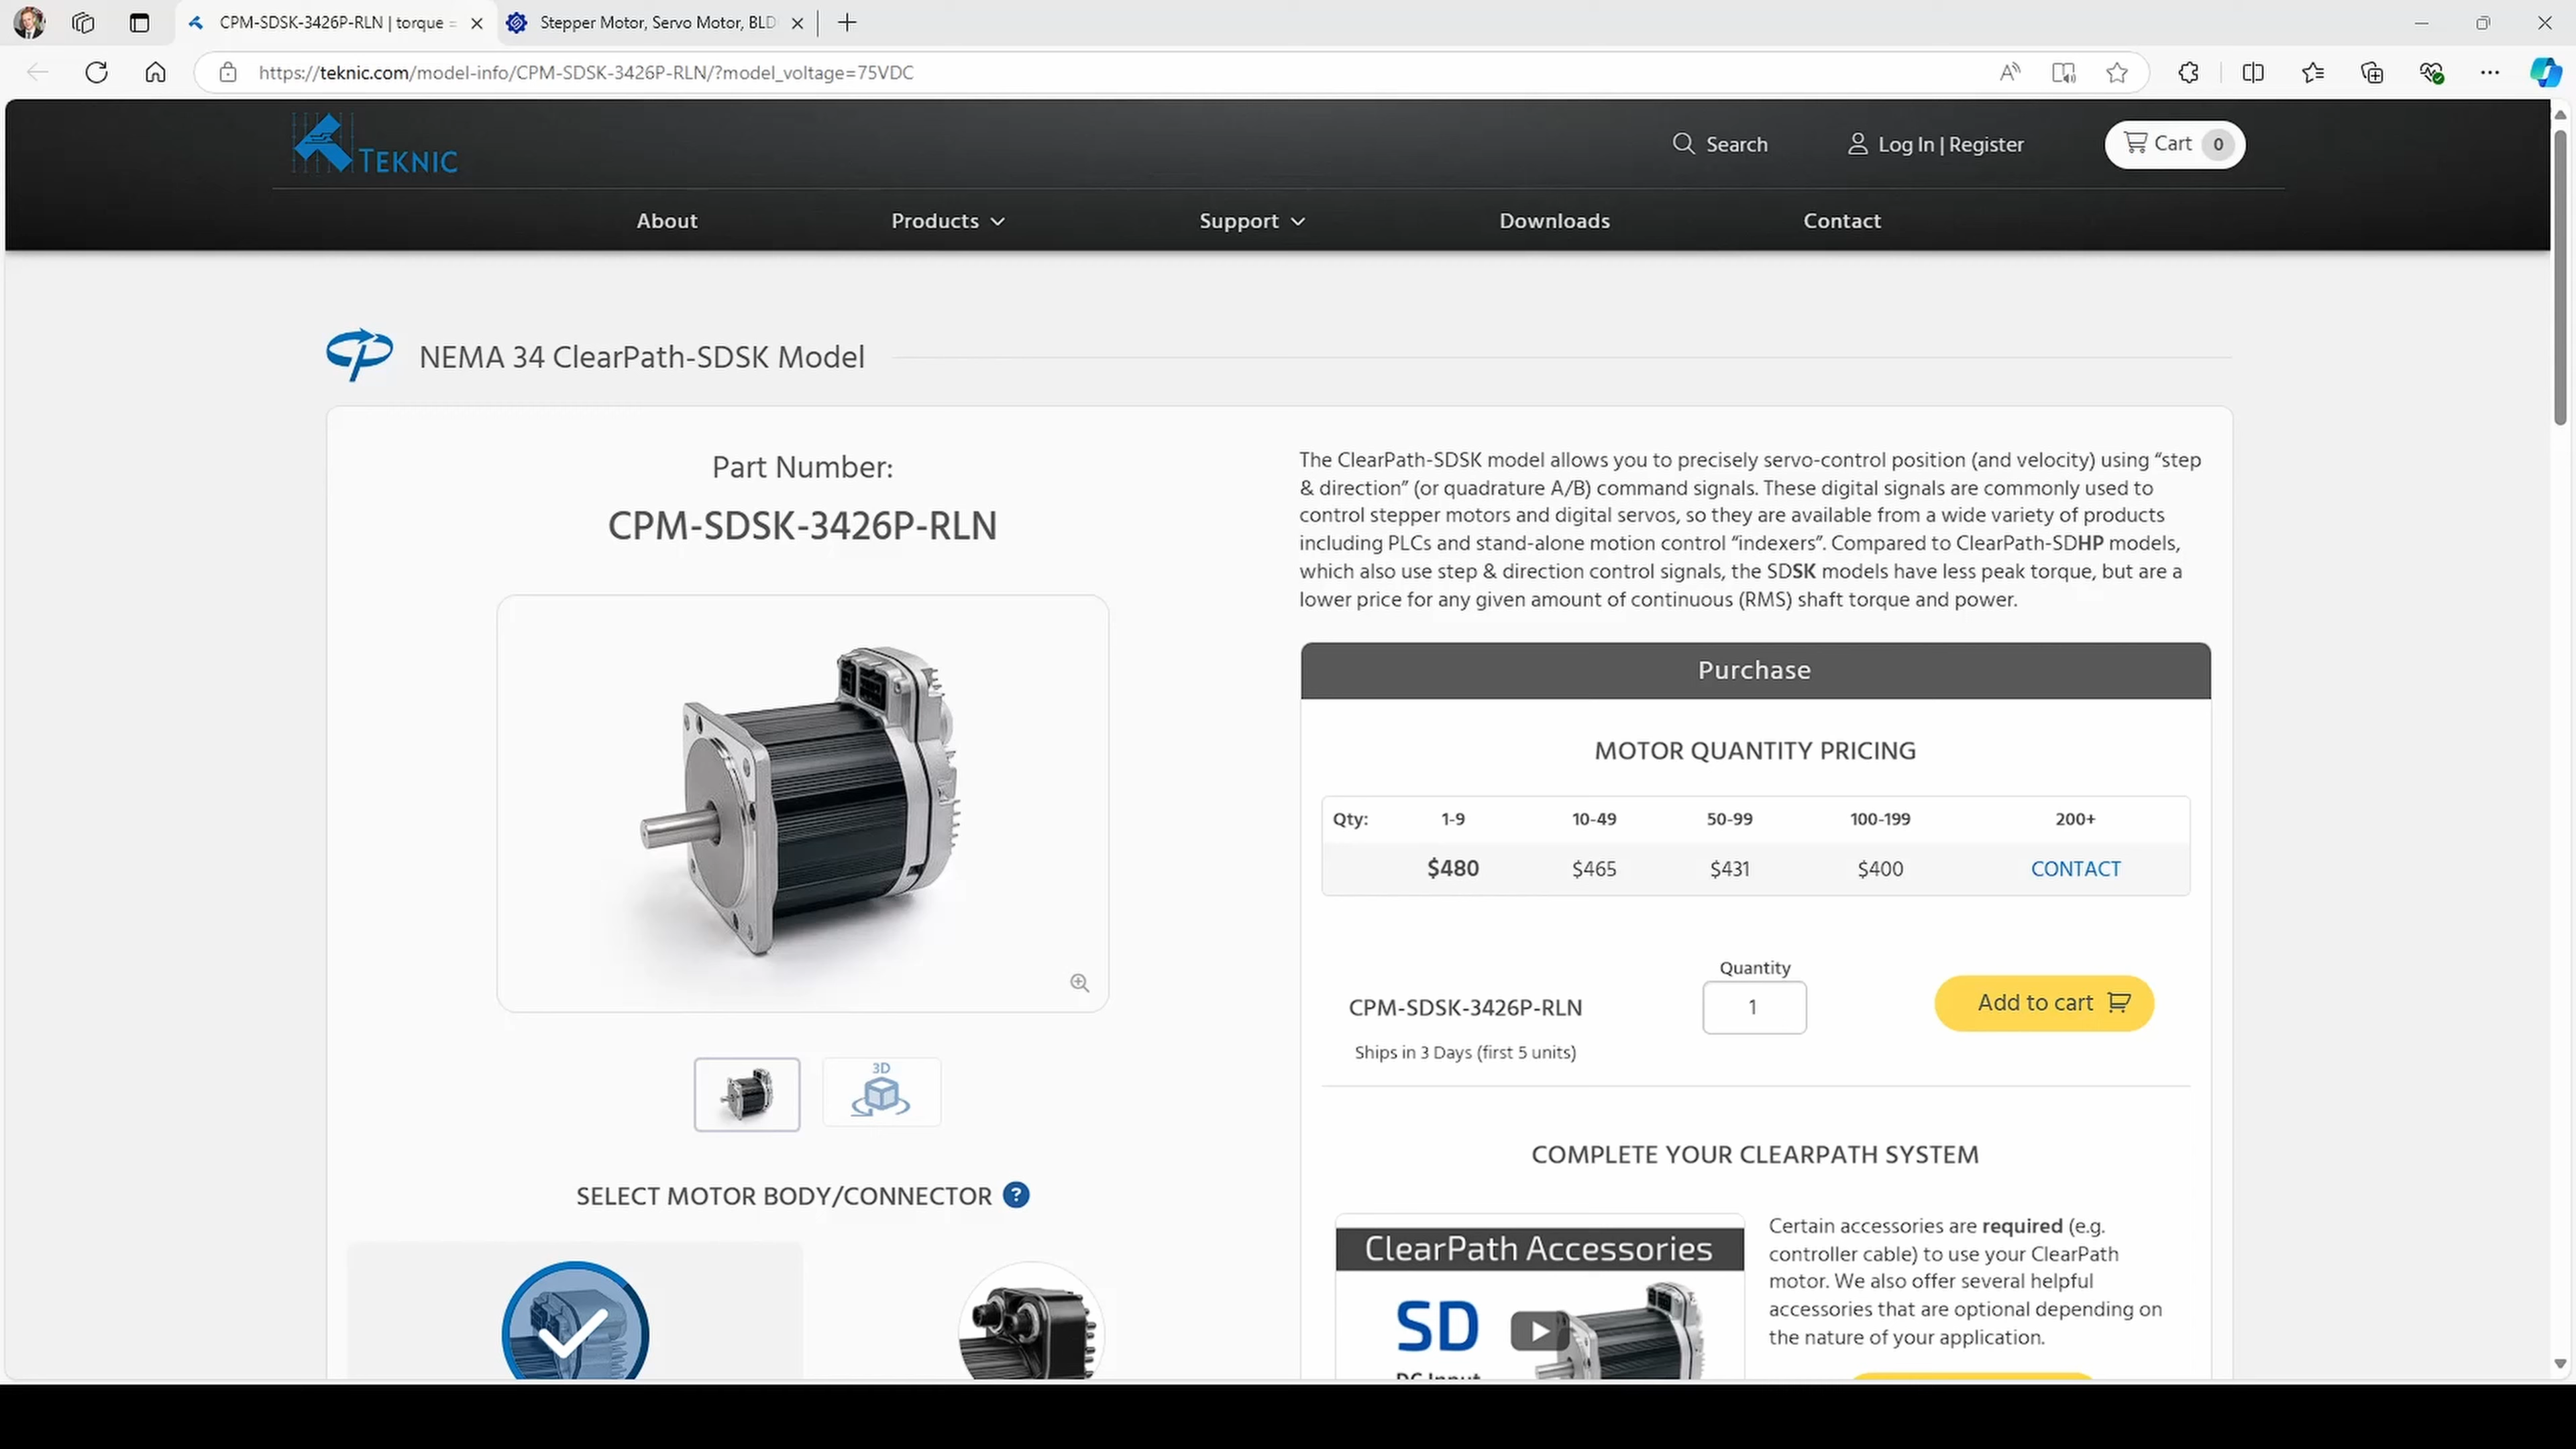 CPM-SDSK-3426P-RLN | torque =
Stepper Motor, Servo Motor, BLD
https://teknic.com/model-info/CPM-SDSK-3426P-RLN/?model_voltage=75VDC
TEKNIC
Search
Log In | Register
Cart 0
About
Products
Support
Downloads
Contact
NEMA 34 ClearPath-SDSK Model
Part Number:
CPM-SDSK-3426P-RLN
3D
SELECT MOTOR BODY/CONNECTOR ?
The ClearPath-SDSK model allows you to precisely servo-control position (and velocity) using “step
& direction” (or quadrature A/B) command signals. These digital signals are commonly used to
control stepper motors and digital servos, so they are available from a wide variety of products
including PLCs and stand-alone motion control “indexers”. Compared to ClearPath-SDHP models,
which also use step & direction control signals, the SDSK models have less peak torque, but are a
lower price for any given amount of continuous (RMS) shaft torque and power.
Purchase
MOTOR QUANTITY PRICING
Qty: 1-9 10-49 50-99 100-199 200+
$480 $465 $431 $400 CONTACT
Quantity
CPM-SDSK-3426P-RLN 1 Add to cart
Ships in 3 Days (first 5 units)
COMPLETE YOUR CLEARPATH SYSTEM
ClearPath Accessories
SD
DC Input
Certain accessories are required (e.g.
controller cable) to use your ClearPath
motor. We also offer several helpful
accessories that are optional depending on
the nature of your application.